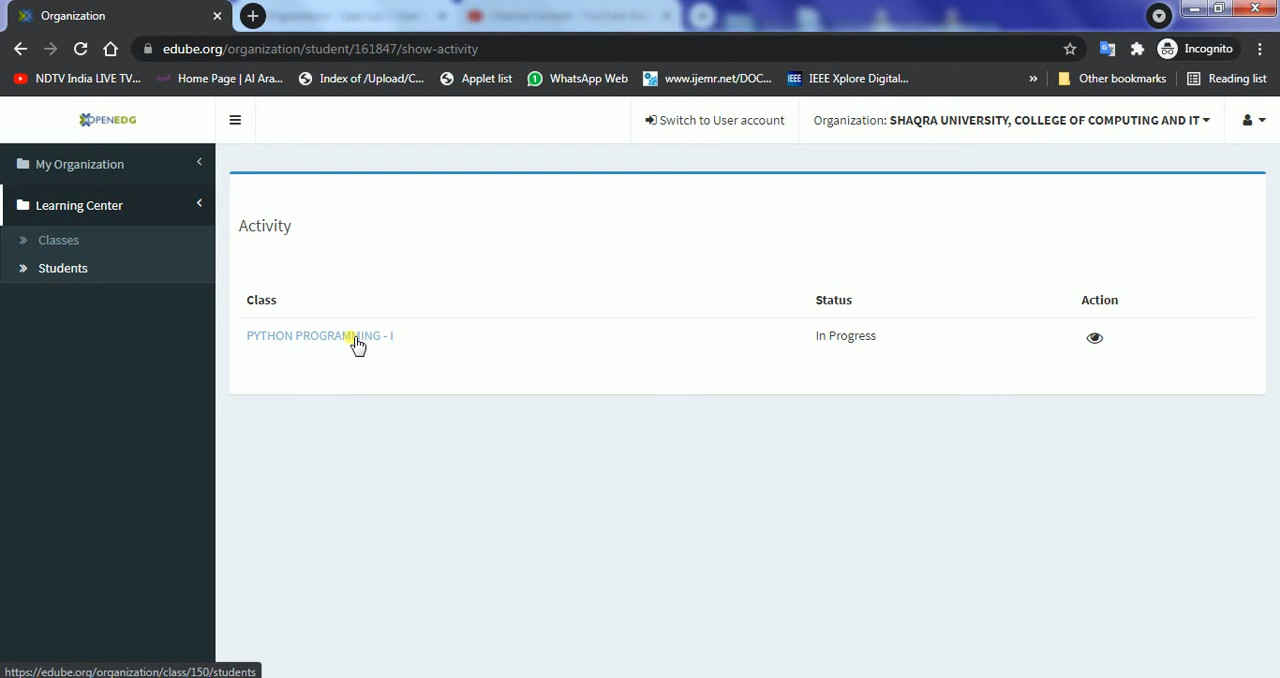 Organization
edube.org/organization/student/161847/show-activity
Incognito
NDTV India LIVE TV...
Home Page | Al Ara...
Index of /Upload/C...
Applet list
WhatsApp Web
www.ijemr.net/DOC...
IEEE
IEEE Xplore Digital...
»
Other bookmarks
Reading list
OPENEDG
Switch to User account
Organization: SHAQRA UNIVERSITY, COLLEGE OF COMPUTING AND IT
My Organization
Learning Center
Classes
Students
Activity
Class Status Action
PYTHON PROGRAMMING - I In Progress
https://edube.org/organization/class/150/students